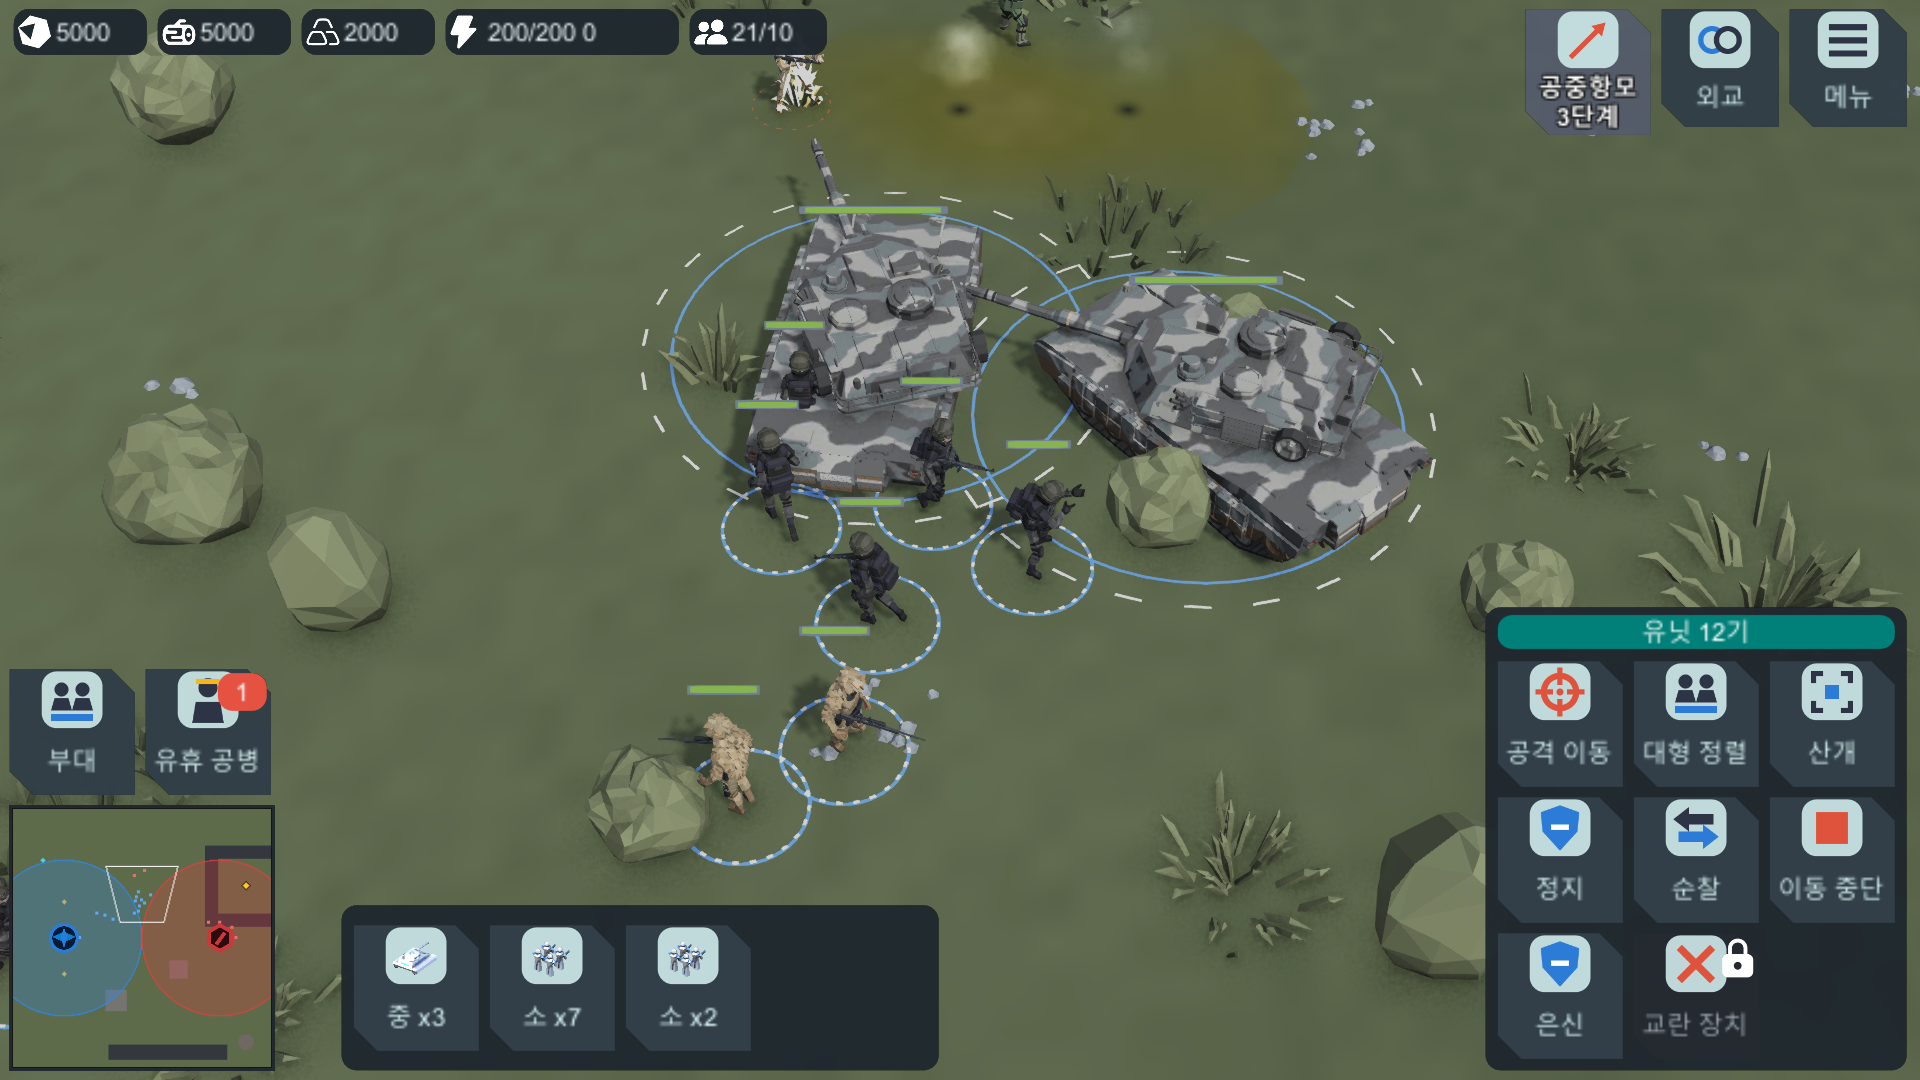 5000
5000
2000
200/200 0
21/10
공중항모
3단계
외교
메뉴
부대
1
유휴 공병
중 x3
소 x7
소 x2
유닛 12기
공격 이동
대형 정렬
산개
정지
순찰
이동 중단
은신
교란 장치